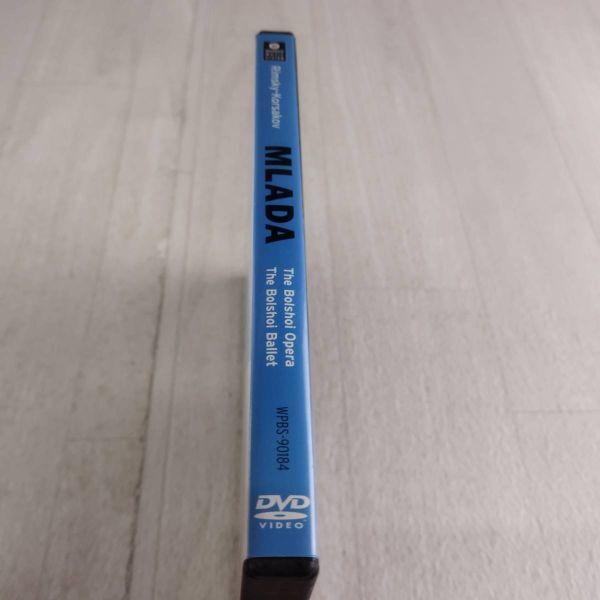 Rimsky-Korsakov
MLADA
The Bolshoi Opera
The Bolshoi Ballet
WPBS-90184
DVD
VIDEO